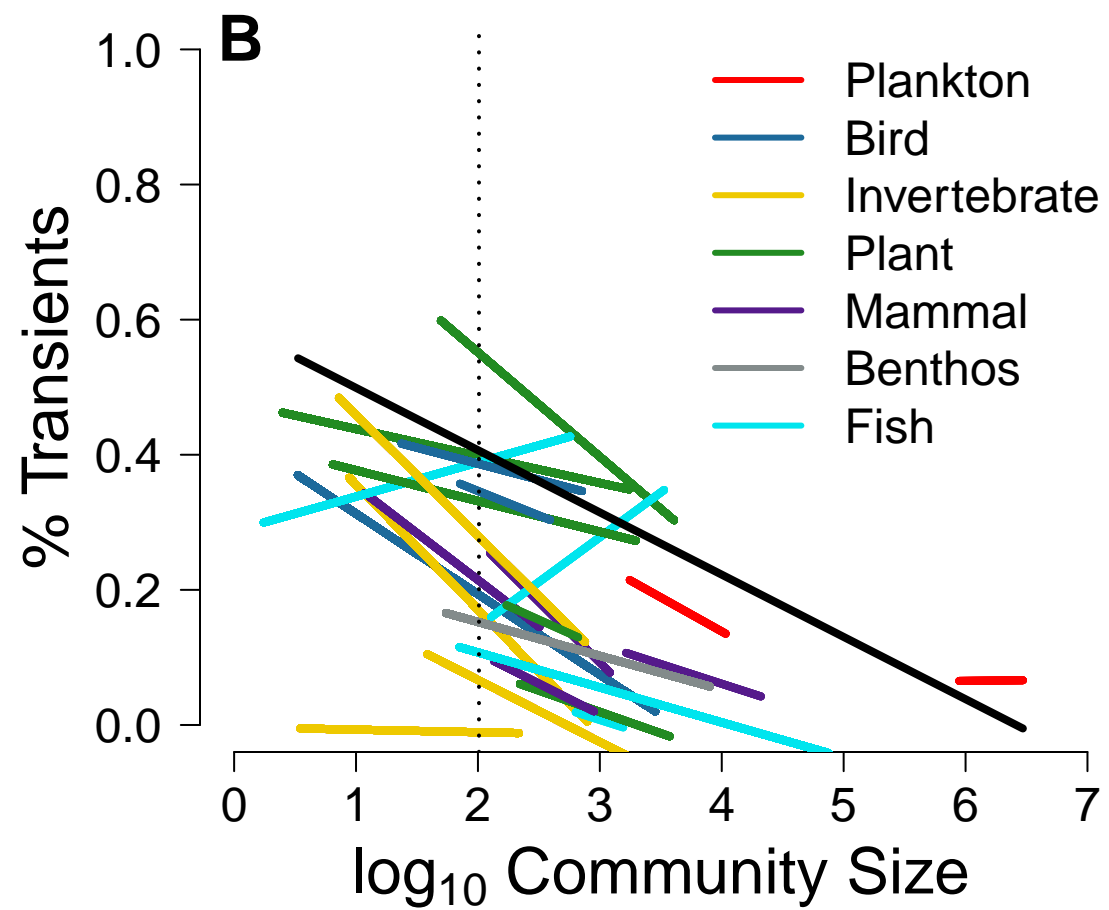 B
1.0
0.8
0.6
0.4
0.2
0.0
% Transients
Plankton
Bird
Invertebrate
Plant
Mammal
Benthos
Fish
0 1 2 3 4 5 6 7
log₁₀ Community Size